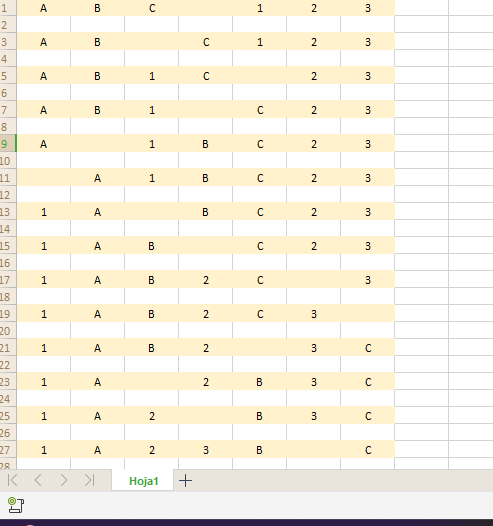 1 A B C 1 2 3
2
3 A B C 1 2 3
4
5 A B 1 C 2 3
6
7 A B 1 C 2 3
8
9 A 1 B C 2 3
10
11 A 1 B C 2 3
12
13 1 A B C 2 3
14
15 1 A B C 2 3
16
17 1 A B 2 C 3
18
19 1 A B 2 C 3
20
21 1 A B 2 3 C
22
23 1 A 2 B 3 C
24
25 1 A 2 B 3 C
26
27 1 A 2 3 B C
28
Hoja1